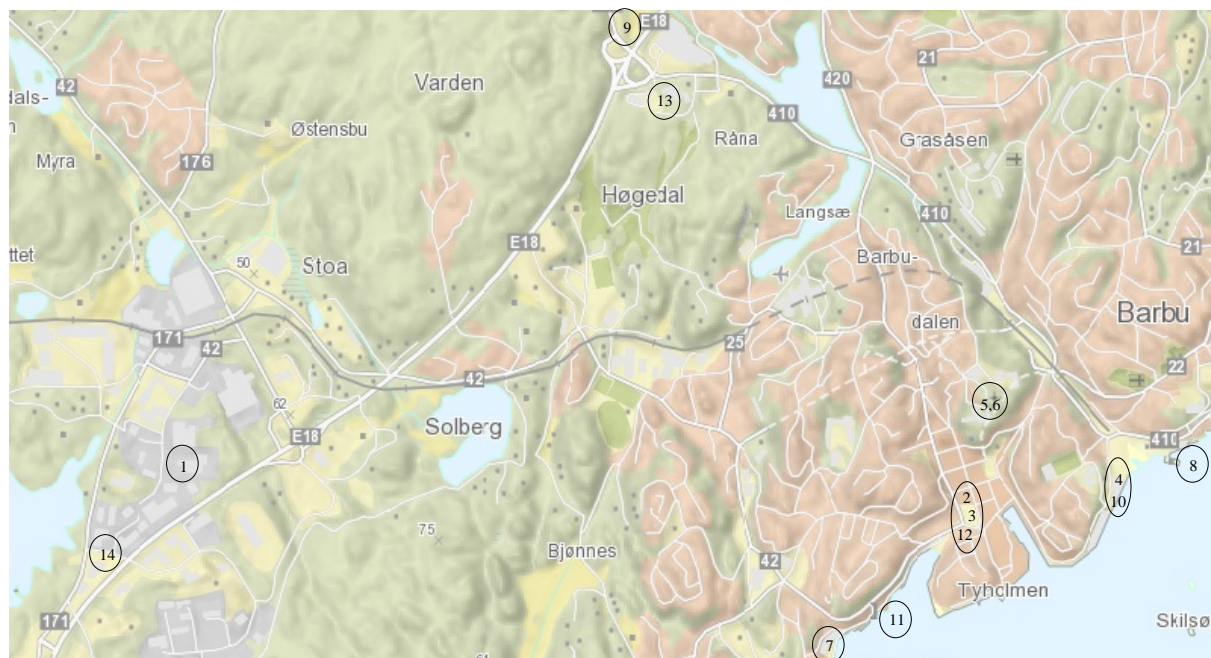 9
E18
42
420
21
Varden
dals-
n
13
410
Østensbu
Råna
Grasåsen
Myra
176
Høgedal
Langsæ
410
E18
21
ttet
50
Stoa
Barbu-
Barbu
dalen
171
42
25
22
42
5,6
62
Solberg
E18
410
1
8
4
10
2
3
12
75
14
Bjønnes
42
Tyholmen
11
171
Skilsø
7
61